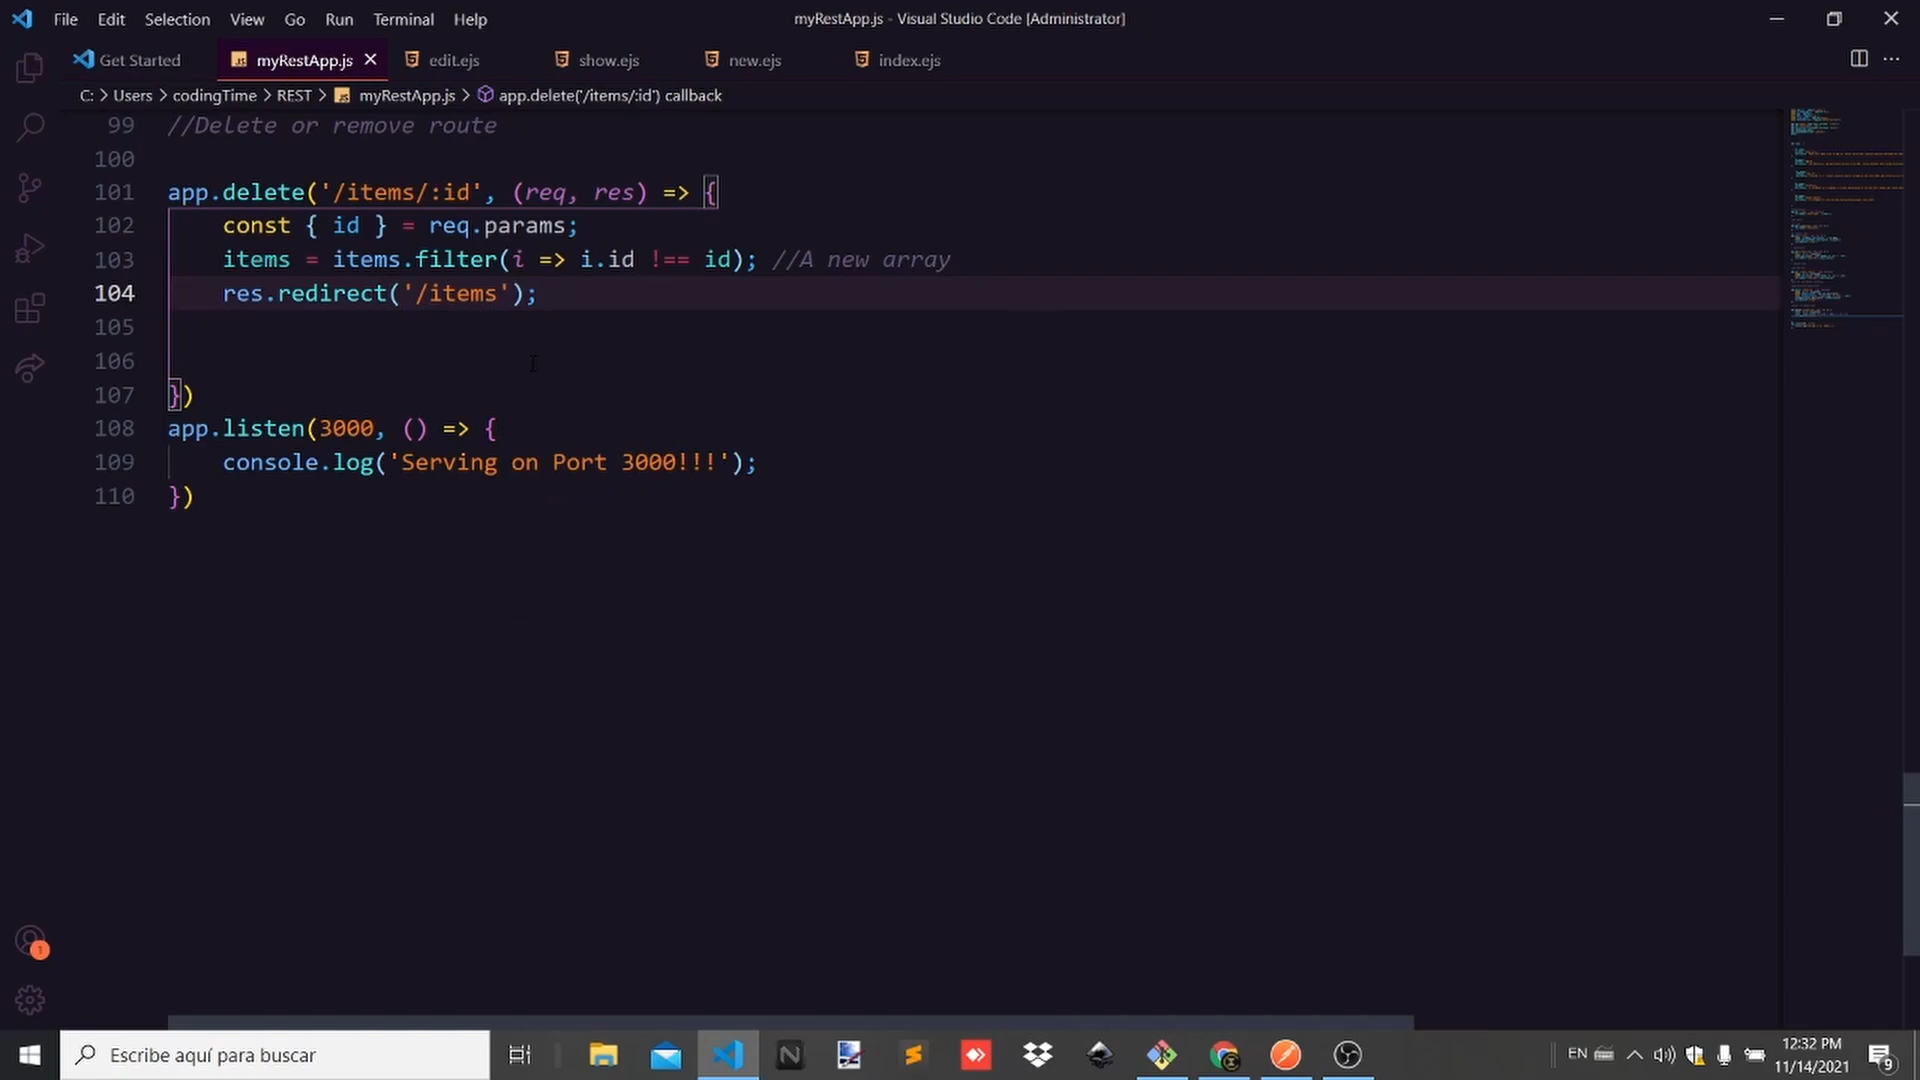 File Edit Selection View Go Run Terminal Help myRestApp.js - Visual Studio Code [Administrator]
Get Started myRestApp.js edit.ejs show.ejs new.ejs index.ejs
C: > Users > codingTime > REST > myRestApp.js > app.delete('/items/:id') callback
99 //Delete or remove route
100
101 app.delete('/items/:id', (req, res) => {
102 const { id } = req.params;
103 items = items.filter(i => i.id !== id); //A new array
104 res.redirect('/items');
105
106
107 })
108 app.listen(3000, () => {
109 console.log('Serving on Port 3000!!!');
110 })
1
Escribe aquí para buscar
EN
12:32 PM
11/14/2021
9